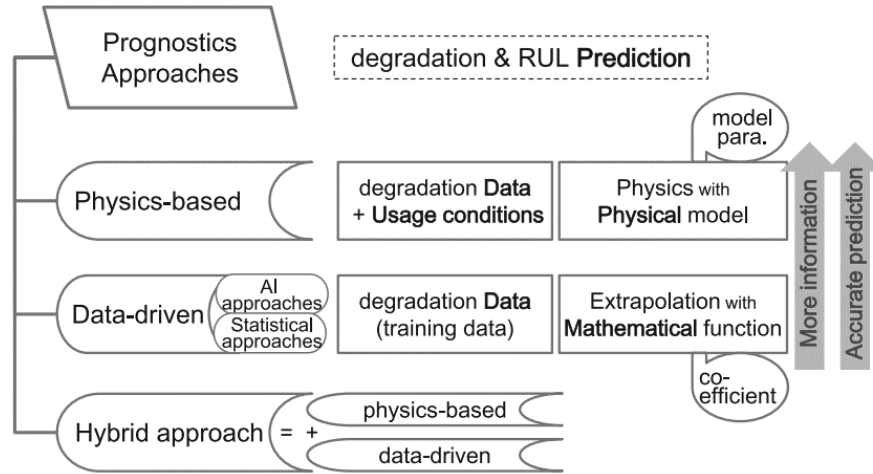 Prognostics
Approaches
degradation & RUL Prediction
model
para.
Physics-based
degradation Data
+ Usage conditions
Physics with
Physical model
Data-driven
AI
approaches
Statistical
approaches
degradation Data
(training data)
Extrapolation with
Mathematical function
co-
efficient
More information
Accurate prediction
Hybrid approach = +
physics-based
data-driven